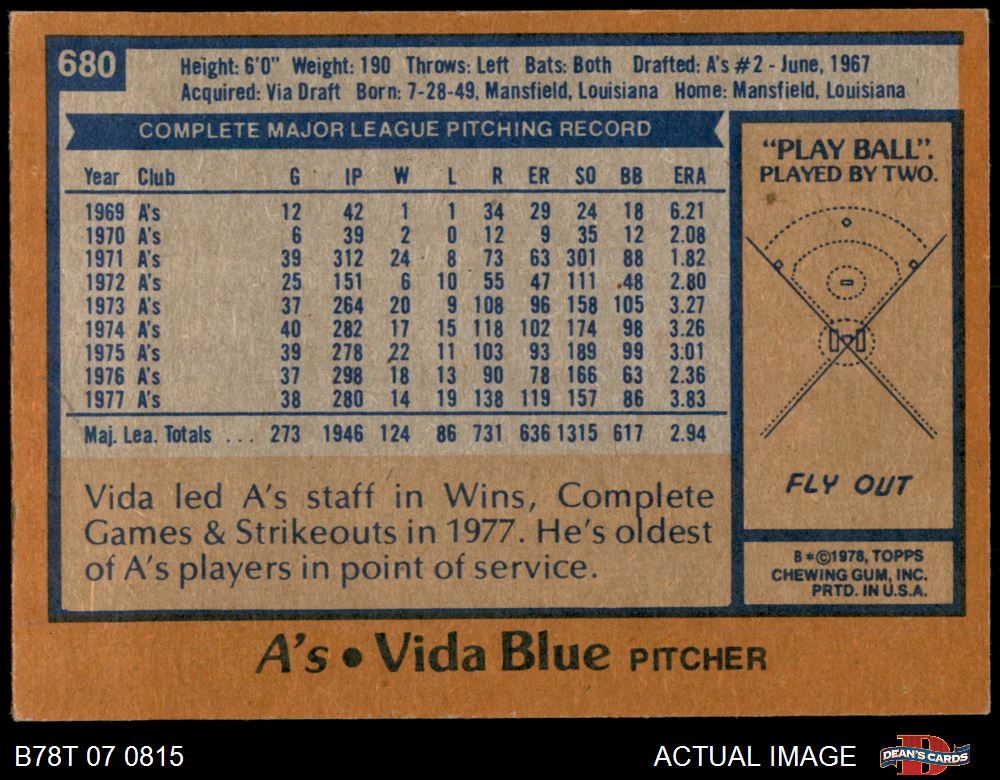 680
Height: 6'0" Weight: 190 Throws: Left Bats: Both Drafted: A's #2 - June, 1967
Acquired: Via Draft Born: 7-28-49, Mansfield, Louisiana Home: Mansfield, Louisiana
COMPLETE MAJOR LEAGUE PITCHING RECORD
Year Club G IP W L R ER SO BB ERA
1969 A's 12 42 1 1 34 29 24 18 6.21
1970 A's 6 39 2 0 12 9 35 12 2.08
1971 A's 39 312 24 8 73 63 301 88 1.82
1972 A's 25 151 6 10 55 47 111 48 2.80
1973 A's 37 264 20 9 108 96 158 105 3.27
1974 A's 40 282 17 15 118 102 174 98 3.26
1975 A's 39 278 22 11 103 93 189 99 3.01
1976 A's 37 298 18 13 90 78 166 63 2.36
1977 A's 38 280 14 19 138 119 157 86 3.83
Maj. Lea. Totals ... 273 1946 124 86 731 636 1315 617 2.94
Vida led A's staff in Wins, Complete
Games & Strikeouts in 1977. He's oldest
of A's players in point of service.
"PLAY BALL".
PLAYED BY TWO.
FLY OUT
B*©1978, TOPPS
CHEWING GUM, INC.
PRTD. IN U.S.A.
A's • Vida Blue PITCHER
B78T 07 0815
ACTUAL IMAGE
DEAN'S CARDS